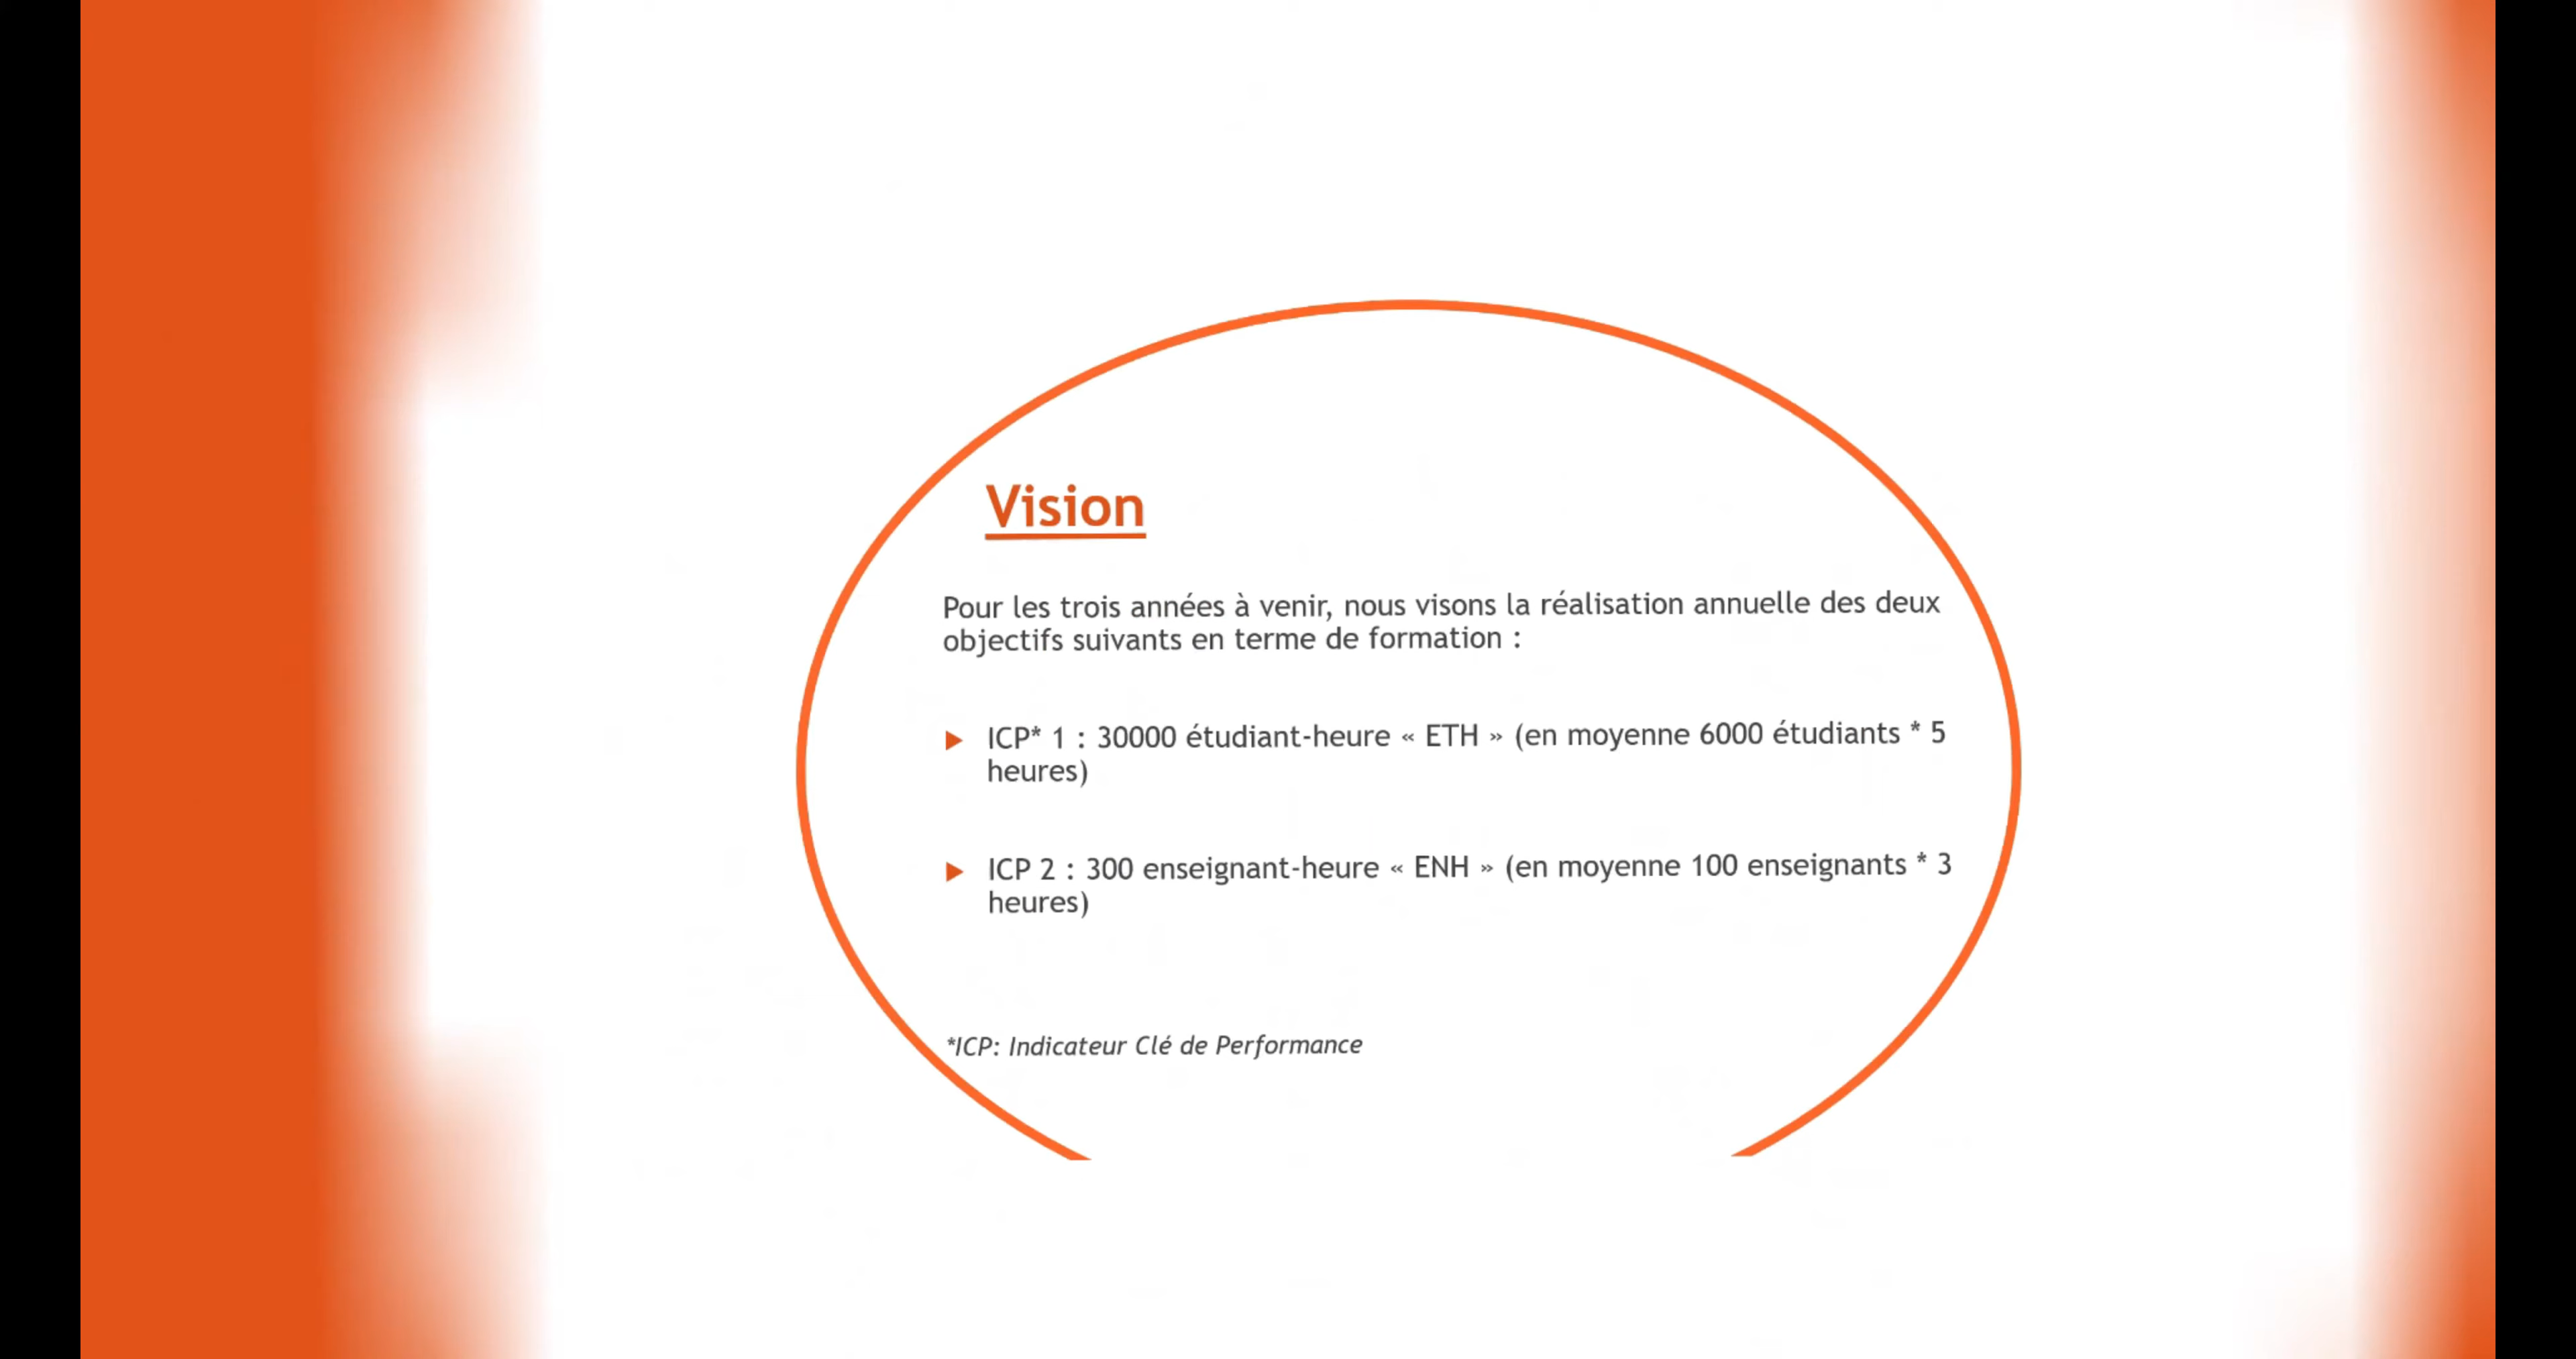 Vision
Pour les trois années à venir, nous visons la réalisation annuelle des deux
objectifs suivants en terme de formation :
ICP* 1 : 30000 étudiant-heure « ETH » (en moyenne 6000 étudiants * 5
heures)
ICP 2 : 300 enseignant-heure « ENH » (en moyenne 100 enseignants * 3
heures)
*ICP: Indicateur Clé de Performance